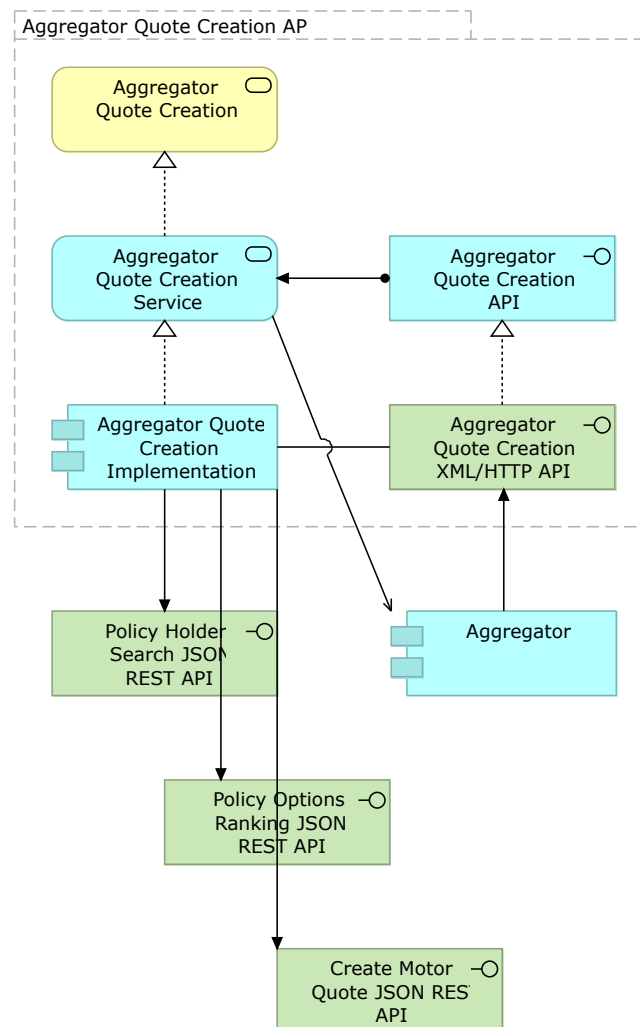 Aggregator Quote Creation AP
Aggregator
Quote Creation
Aggregator
Quote Creation
Service
Aggregator
Quote Creation
API
Aggregator Quote
Creation
Implementation
Aggregator
Quote Creation
XML/HTTP API
Policy Holder
Search JSON
REST API
Aggregator
Policy Options
Ranking JSON
REST API
Create Motor
Quote JSON RES
API